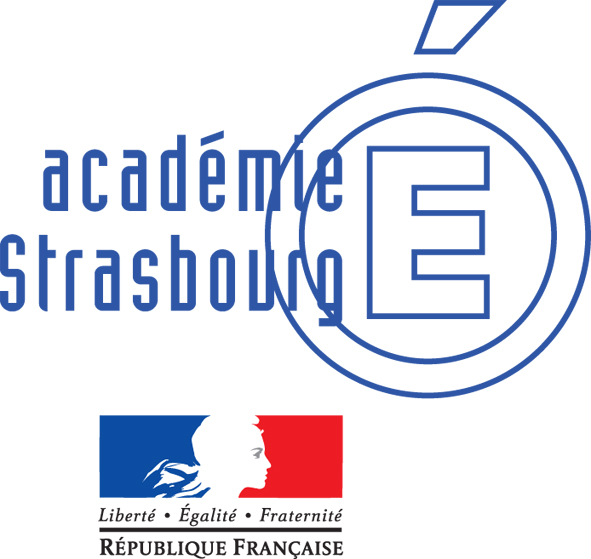 académie
Strasbourg
É
Liberté • Égalité • Fraternité
RÉPUBLIQUE FRANÇAISE